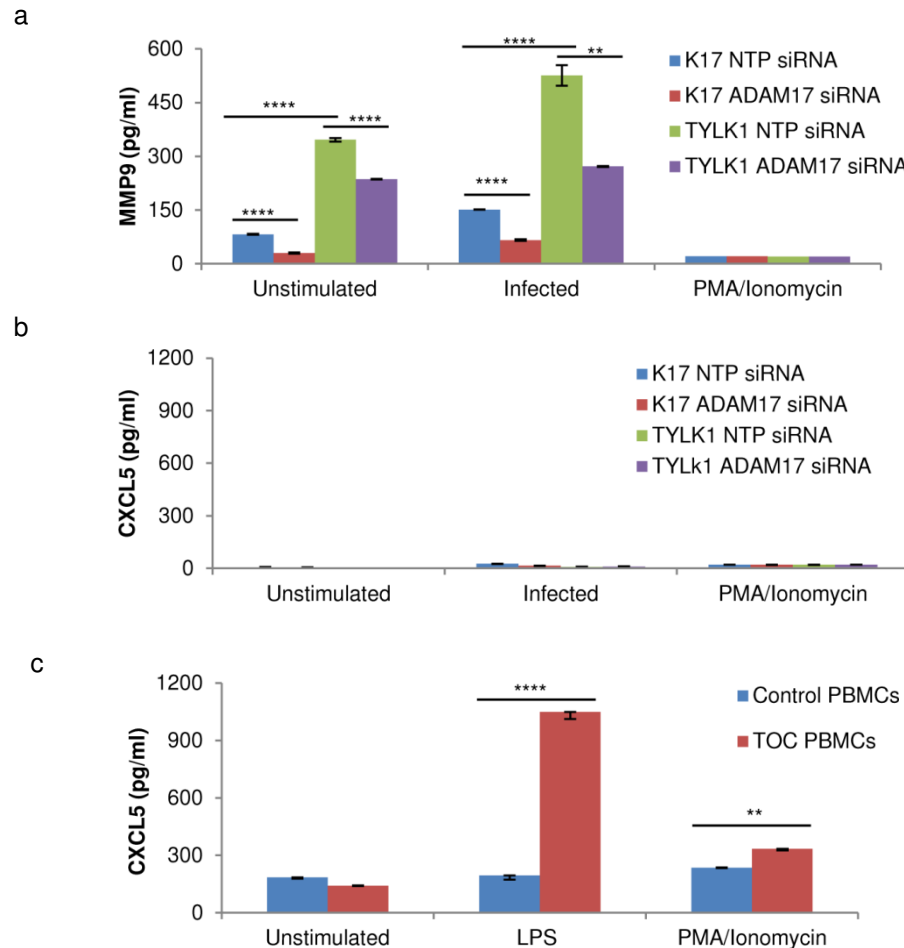 a
MMP9 (pg/ml)
600
450
300
150
0
****
****
****
****
****
**
K17 NTP siRNA
K17 ADAM17 siRNA
TYLK1 NTP siRNA
TYLK1 ADAM17 siRNA
Unstimulated Infected PMA/Ionomycin
b
CXCL5 (pg/ml)
1200
900
600
300
0
K17 NTP siRNA
K17 ADAM17 siRNA
TYLK1 NTP siRNA
TYLk1 ADAM17 siRNA
Unstimulated Infected PMA/Ionomycin
c
CXCL5 (pg/ml)
1200
900
600
300
0
****
**
Control PBMCs
TOC PBMCs
Unstimulated LPS PMA/Ionomycin